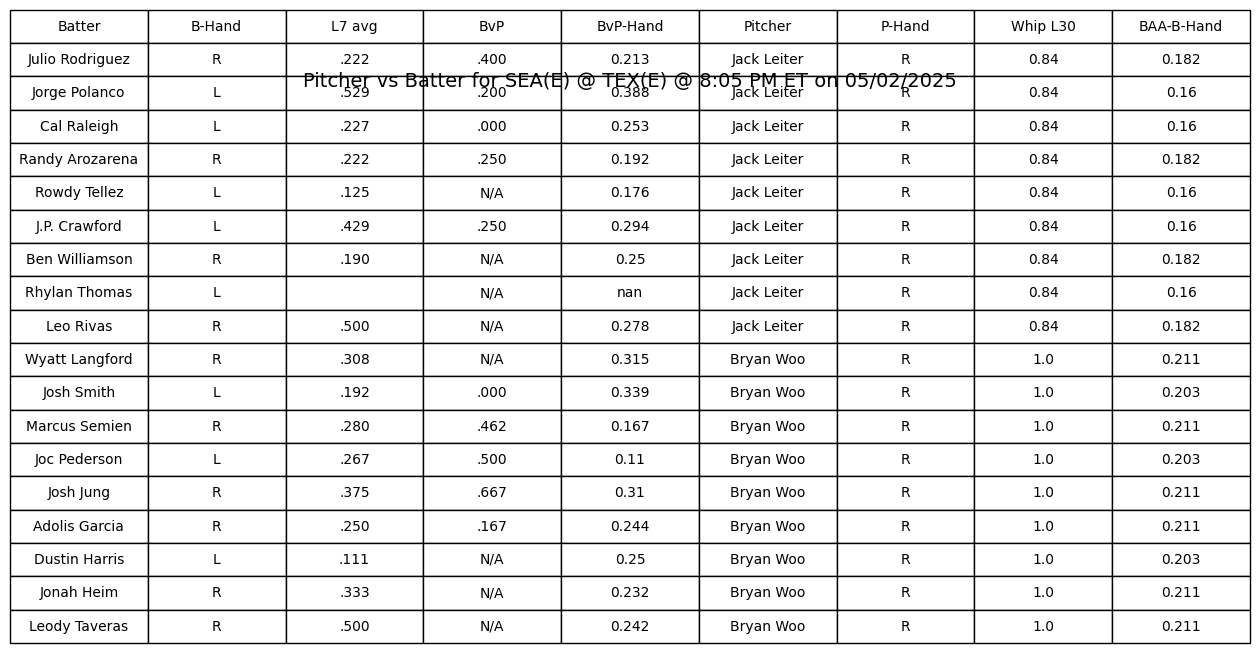 Batter B-Hand L7 avg BvP BvP-Hand Pitcher P-Hand Whip L30 BAA-B-Hand
Julio Rodriguez R .222 .400 0.213 Jack Leiter R 0.84 0.182
Pitcher vs Batter for SEA(E) @ TEX(E) @ 8:05 PM ET on 05/02/2025
Jorge Polanco L .529 .200 0.388 Jack Leiter R 0.84 0.16
Cal Raleigh L .227 .000 0.253 Jack Leiter R 0.84 0.16
Randy Arozarena R .222 .250 0.192 Jack Leiter R 0.84 0.182
Rowdy Tellez L .125 N/A 0.176 Jack Leiter R 0.84 0.16
J.P. Crawford L .429 .250 0.294 Jack Leiter R 0.84 0.16
Ben Williamson R .190 N/A 0.25 Jack Leiter R 0.84 0.182
Rhylan Thomas L N/A nan Jack Leiter R 0.84 0.16
Leo Rivas R .500 N/A 0.278 Jack Leiter R 0.84 0.182
Wyatt Langford R .308 N/A 0.315 Bryan Woo R 1.0 0.211
Josh Smith L .192 .000 0.339 Bryan Woo R 1.0 0.203
Marcus Semien R .280 .462 0.167 Bryan Woo R 1.0 0.211
Joc Pederson L .267 .500 0.11 Bryan Woo R 1.0 0.203
Josh Jung R .375 .667 0.31 Bryan Woo R 1.0 0.211
Adolis Garcia R .250 .167 0.244 Bryan Woo R 1.0 0.211
Dustin Harris L .111 N/A 0.25 Bryan Woo R 1.0 0.203
Jonah Heim R .333 N/A 0.232 Bryan Woo R 1.0 0.211
Leody Taveras R .500 N/A 0.242 Bryan Woo R 1.0 0.211